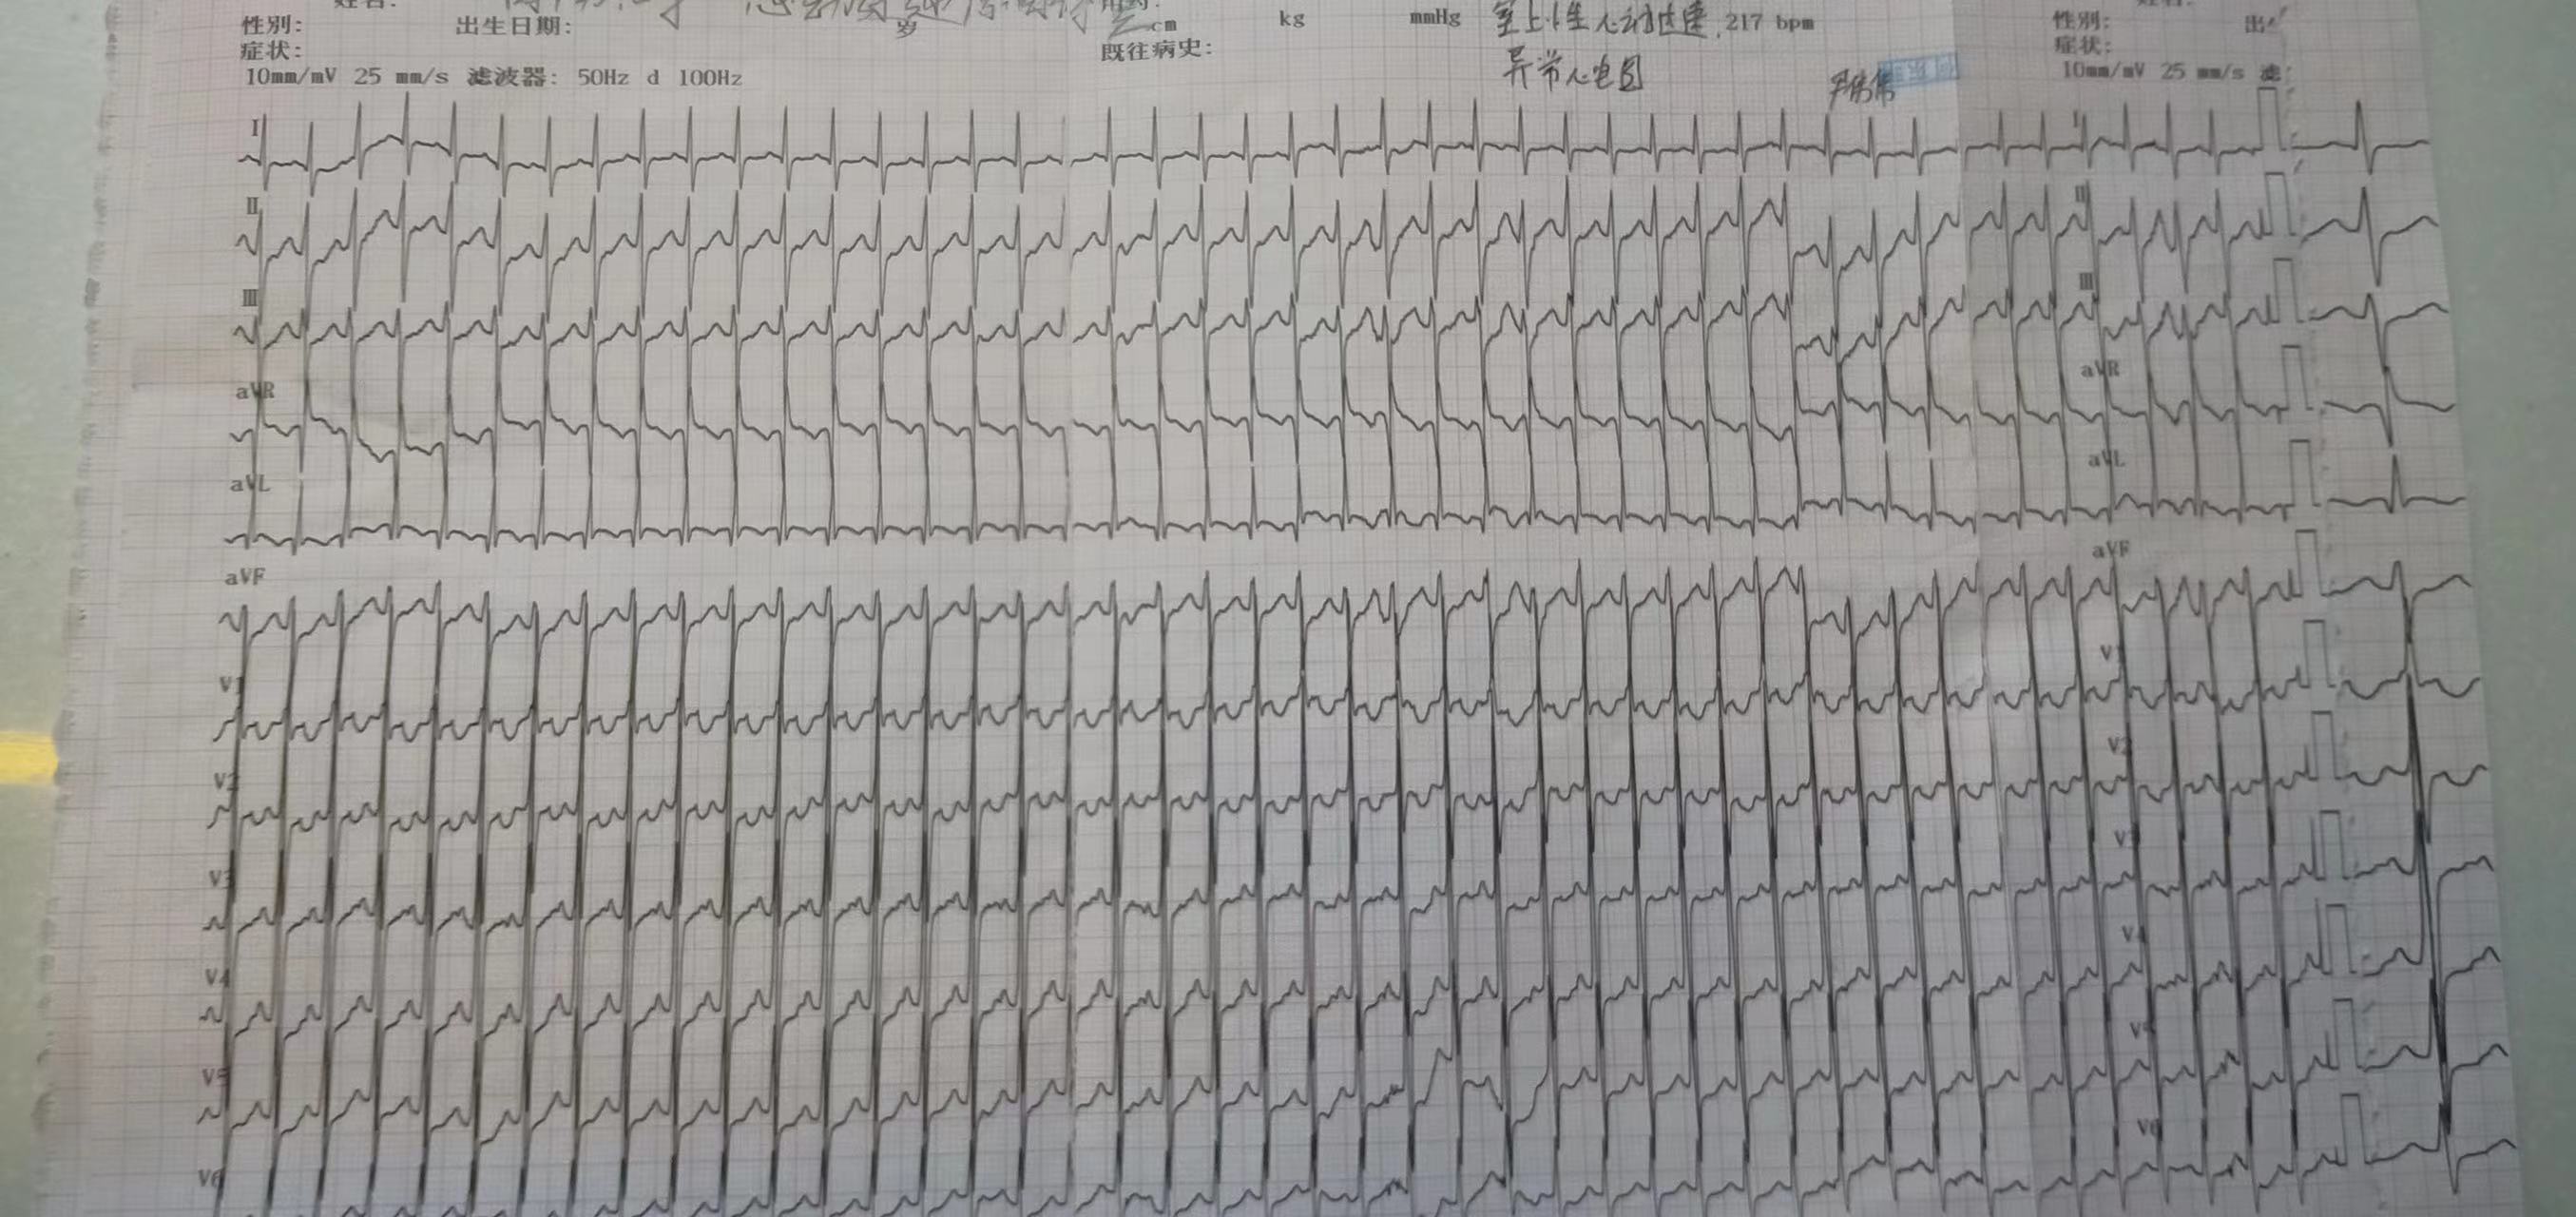 姓名:
cm kg mmHg 室上性心动过速, 217 bpm
性别: 出生日期: 岁
症状: 既往病史:
异常心电图
10mm/mV 25 mm/s 滤波器: 50Hz d 100Hz
性别: 出
症状:
10mm/mV 25 mm/s 滤
I
II
III
aVR
aVL
aVF
V1
V2
V3
V4
V5
V6
I
II
III
aVR
aVL
aVF
V1
V2
V3
V4
V5
V6